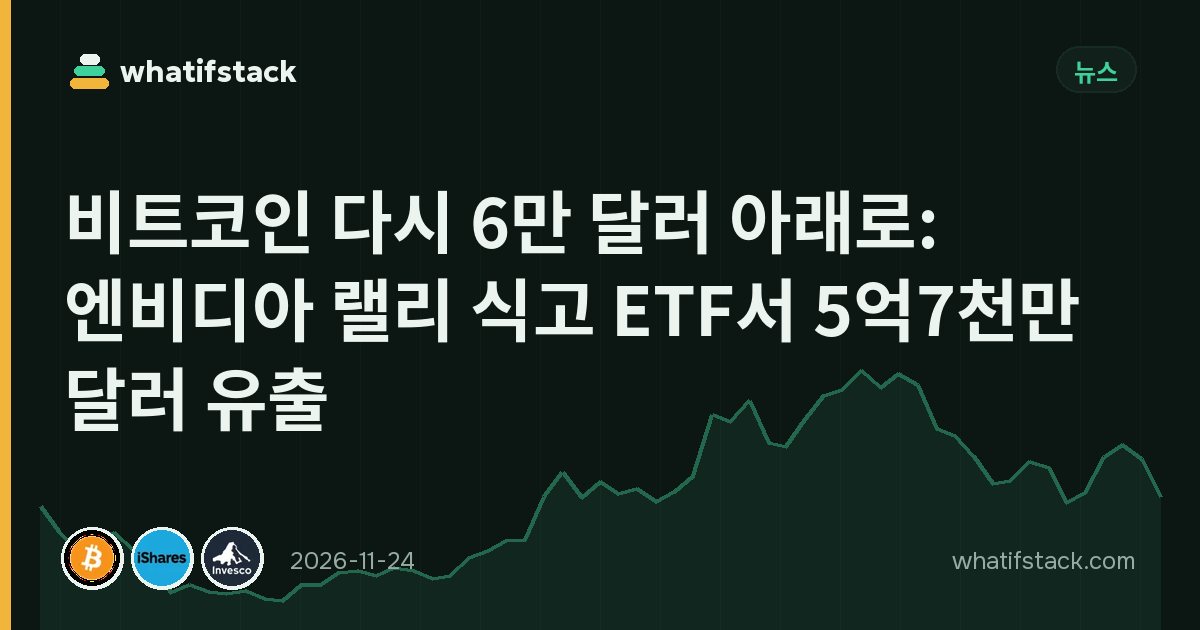 whatifstack
뉴스
비트코인 다시 6만 달러 아래로:
엔비디아 랠리 식고 ETF서 5억7천만
달러 유출
iShares
Invesco
2026-11-24
whatifstack.com